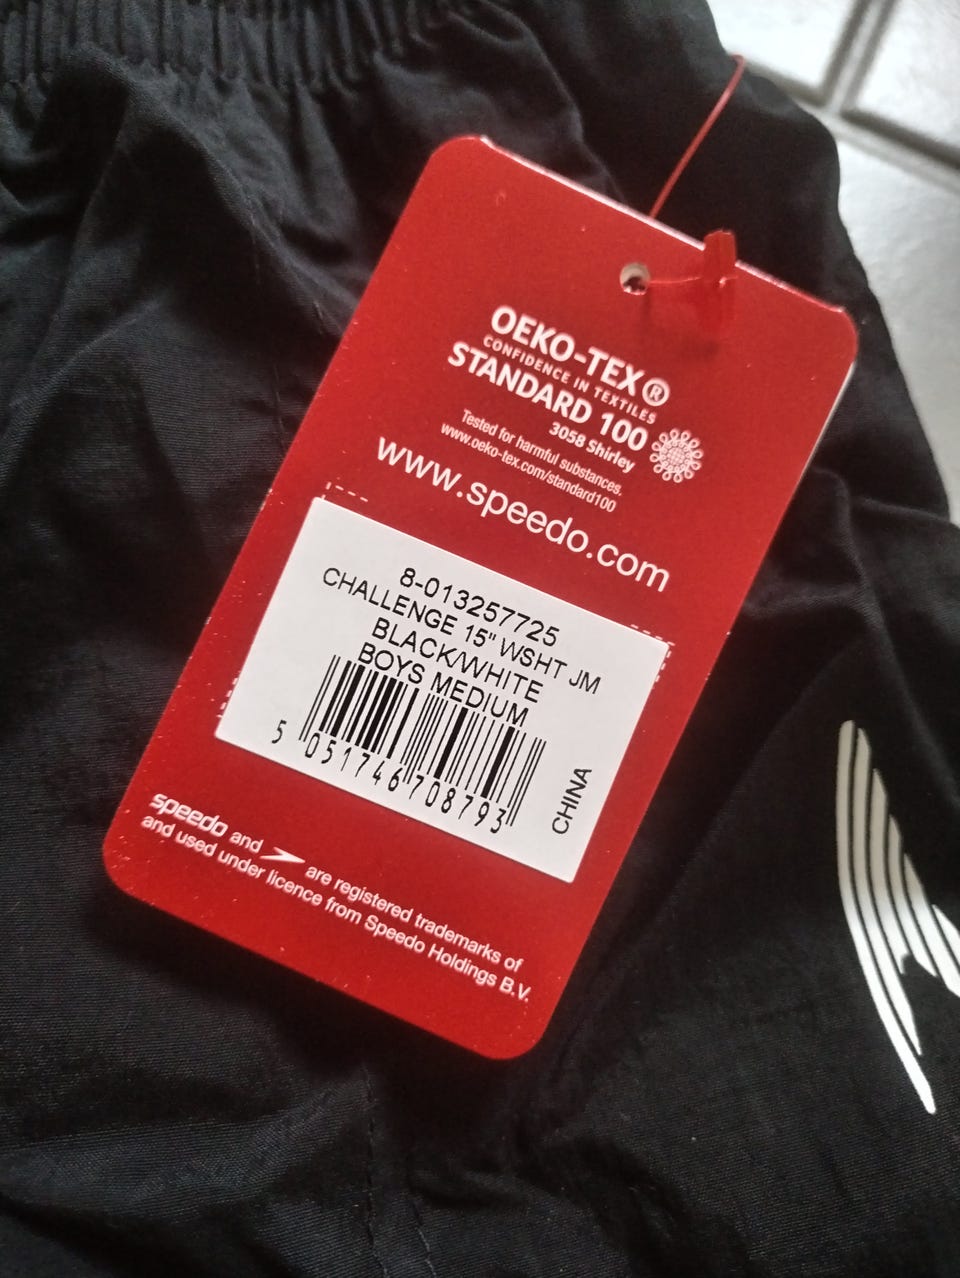 OEKO-TEX®
CONFIDENCE IN TEXTILES
STANDARD 100
3058 Shirley
Tested for harmful substances.
www.oeko-tex.com/standard100
www.speedo.com
8-013257725
CHALLENGE 15" WSHT JM
BLACK/WHITE
BOYS MEDIUM
5 051746 708793
CHINA
speedo and are registered trademarks of
and used under licence from Speedo Holdings B.V.